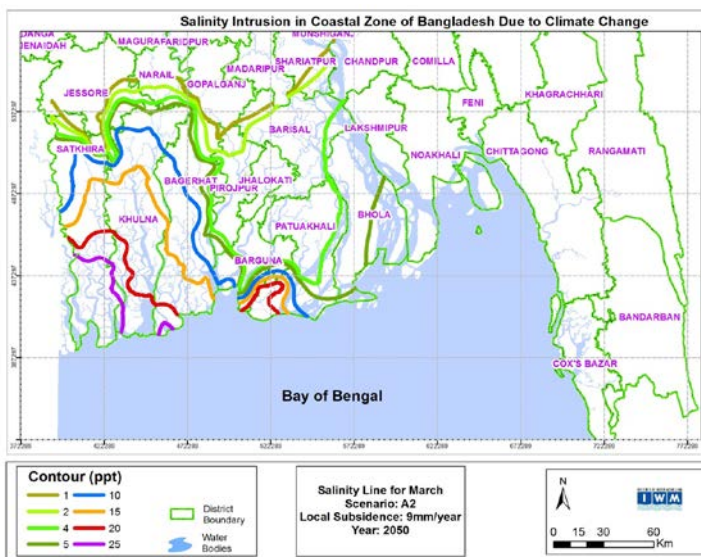 Salinity Intrusion in Coastal Zone of Bangladesh Due to Climate Change
MUNSHIGANJ
MAGURA FARIDPUR
SHARIATPUR CHANDPUR COMILLA
MADARIPUR
NARAIL
GOPALGANJ
JESSORE
KHAGRACHHARI
FENI
BARISAL
LAKSHMIPUR
SATKHIRA
NOAKHALI
CHITTAGONG
RANGAMATI
BAGERHAT
JHALOKATI
PIROJPUR
KHULNA
BHOLA
PATUAKHALI
BARGUNA
BANDARBAN
COX'S BAZAR
Bay of Bengal
Contour (ppt)
1 10
2 15
4 20
5 25
District Boundary
Water Bodies
Salinity Line for March
Scenario: A2
Local Subsidence: 9mm/year
Year: 2050
N
IWM
0 15 30 60
Km